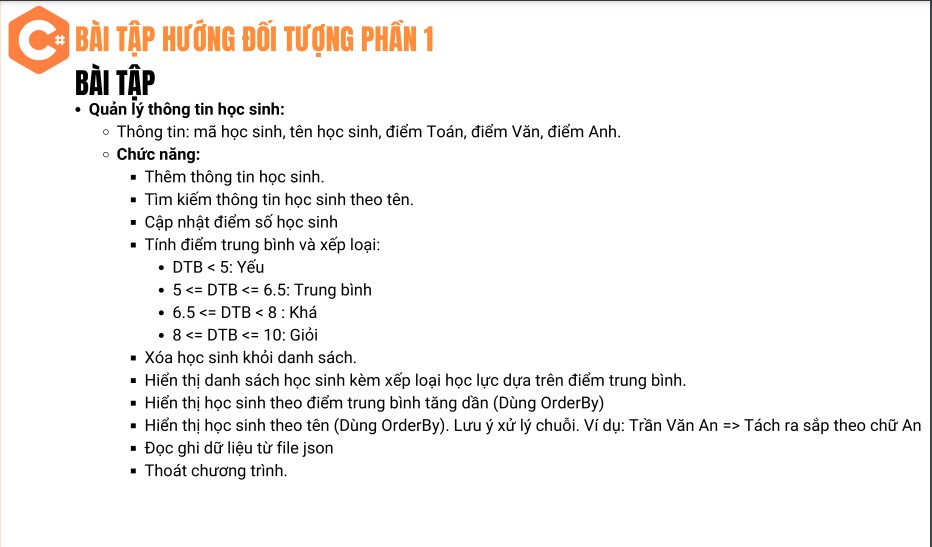 C#
BÀI TẬP HƯỚNG ĐỐI TƯỢNG PHẦN 1
BÀI TẬP
• Quản lý thông tin học sinh:
○ Thông tin: mã học sinh, tên học sinh, điểm Toán, điểm Văn, điểm Anh.
○ Chức năng:
▪ Thêm thông tin học sinh.
▪ Tìm kiếm thông tin học sinh theo tên.
▪ Cập nhật điểm số học sinh
▪ Tính điểm trung bình và xếp loại:
• DTB < 5: Yếu
• 5 <= DTB <= 6.5: Trung bình
• 6.5 <= DTB < 8 : Khá
• 8 <= DTB <= 10: Giỏi
▪ Xóa học sinh khỏi danh sách.
▪ Hiển thị danh sách học sinh kèm xếp loại học lực dựa trên điểm trung bình.
▪ Hiển thị học sinh theo điểm trung bình tăng dần (Dùng OrderBy)
▪ Hiển thị học sinh theo tên (Dùng OrderBy). Lưu ý xử lý chuỗi. Ví dụ: Trần Văn An => Tách ra sắp theo chữ An
▪ Đọc ghi dữ liệu từ file json
▪ Thoát chương trình.